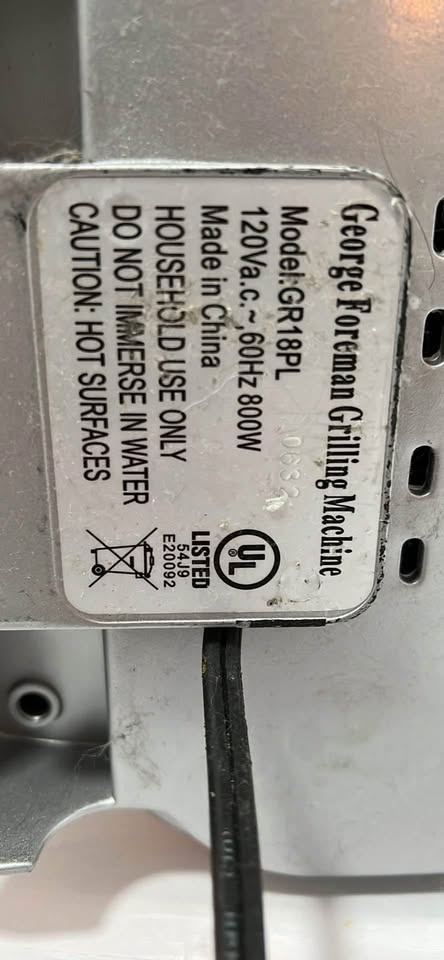 George Foreman Grilling Machine
Model:GR18PL
120Va.c.~,60Hz 800W
Made in China
HOUSEHOLD USE ONLY
DO NOT IMMERSE IN WATER
CAUTION: HOT SURFACES
UL
®
LISTED
54J9
E20092